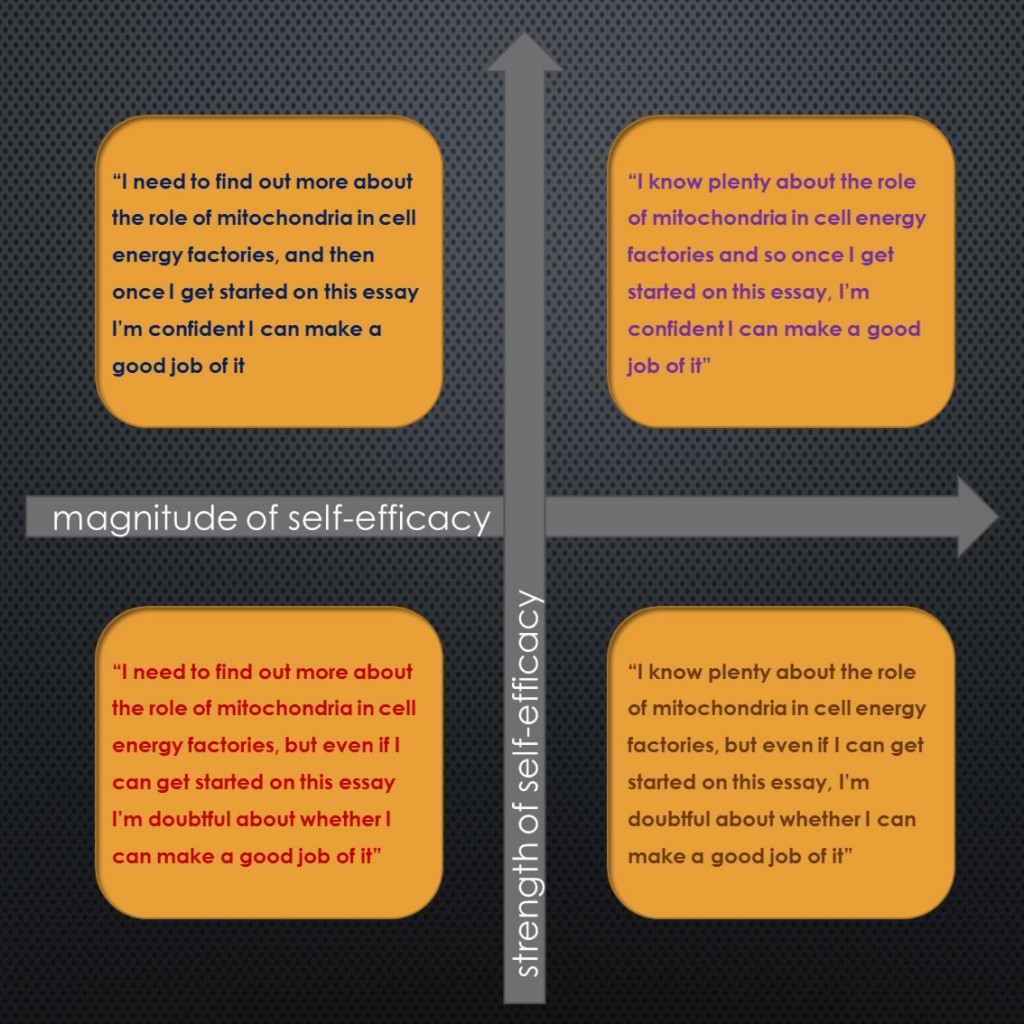 “I need to find out more about
the role of mitochondria in cell
energy factories, and then
once I get started on this essay
I’m confident I can make a
good job of it
“I know plenty about the role
of mitochondria in cell energy
factories and so once I get
started on this essay, I’m
confident I can make a good
job of it”
magnitude of self-efficacy
strength of self-efficacy
“I need to find out more about
the role of mitochondria in cell
energy factories, but even if I
can get started on this essay
I’m doubtful about whether I
can make a good job of it”
“I know plenty about the role
of mitochondria in cell energy
factories, but even if I can get
started on this essay, I’m
doubtful about whether I can
make a good job of it”